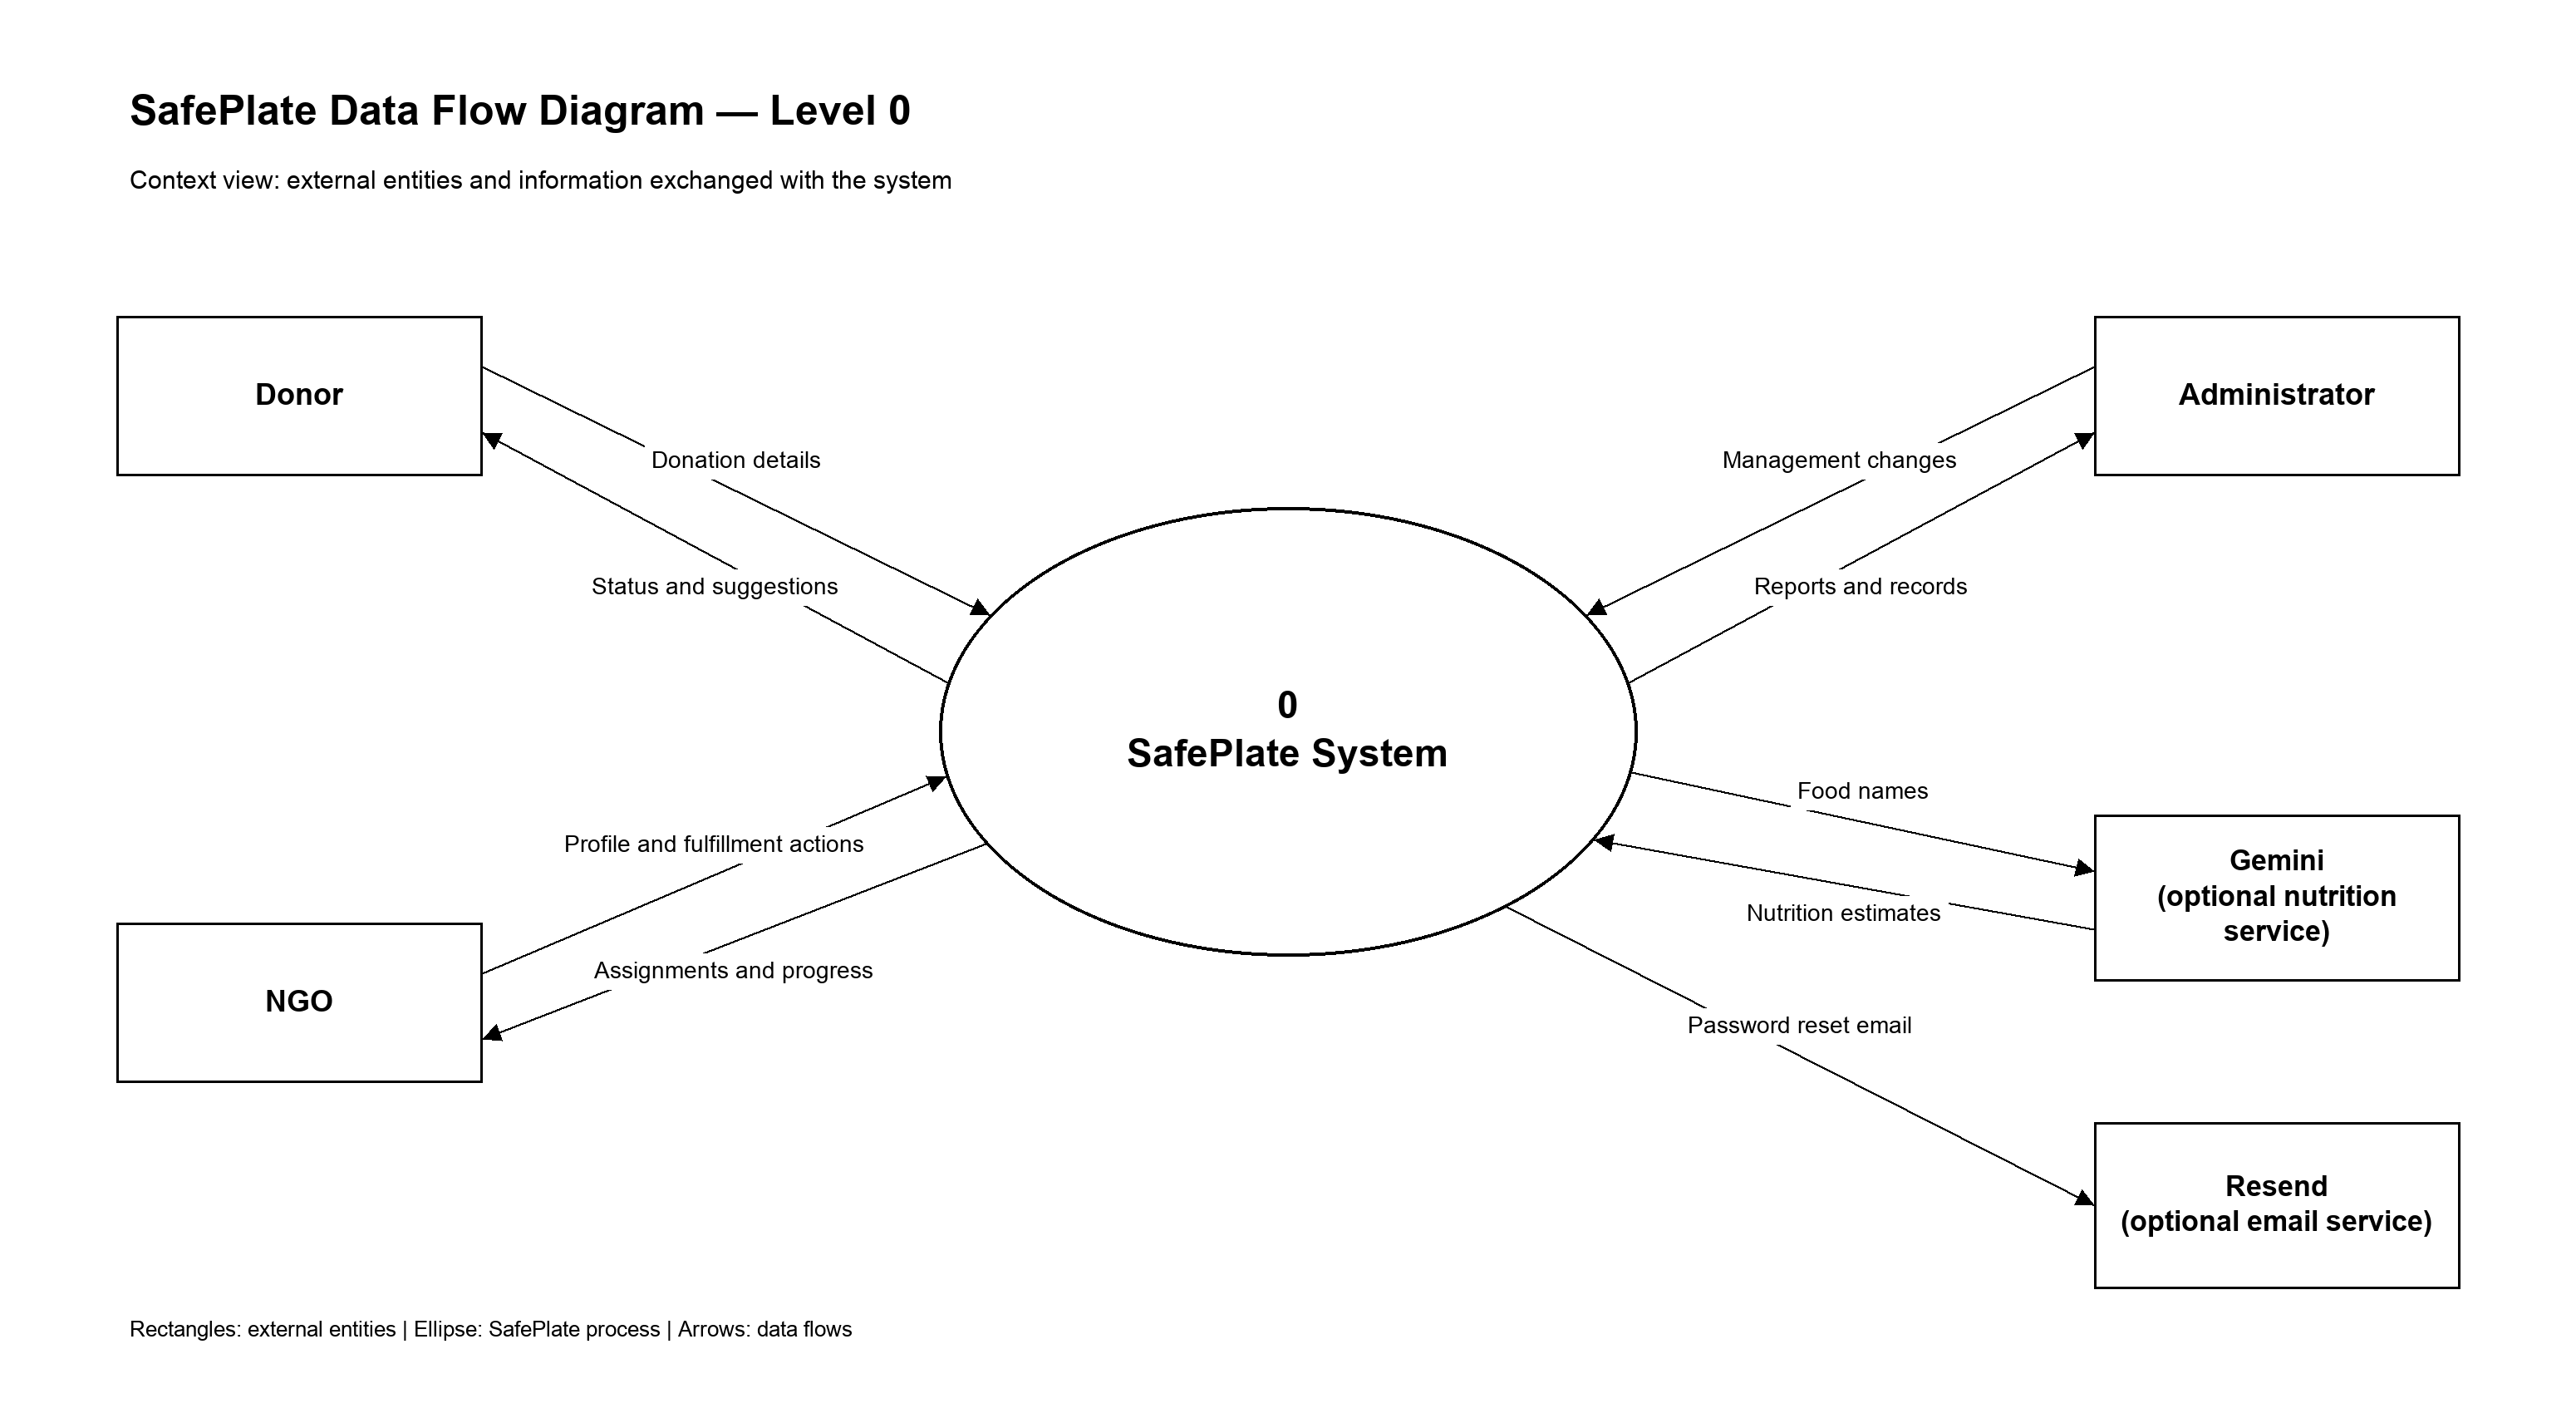 SafePlate Data Flow Diagram — Level 0
Context view: external entities and information exchanged with the system
Donor
Administrator
Donation details
Management changes
Status and suggestions
Reports and records
0
SafePlate System
Food names
Profile and fulfillment actions
Gemini
(optional nutrition
service)
Nutrition estimates
Assignments and progress
NGO
Password reset email
Resend
(optional email service)
Rectangles: external entities | Ellipse: SafePlate process | Arrows: data flows